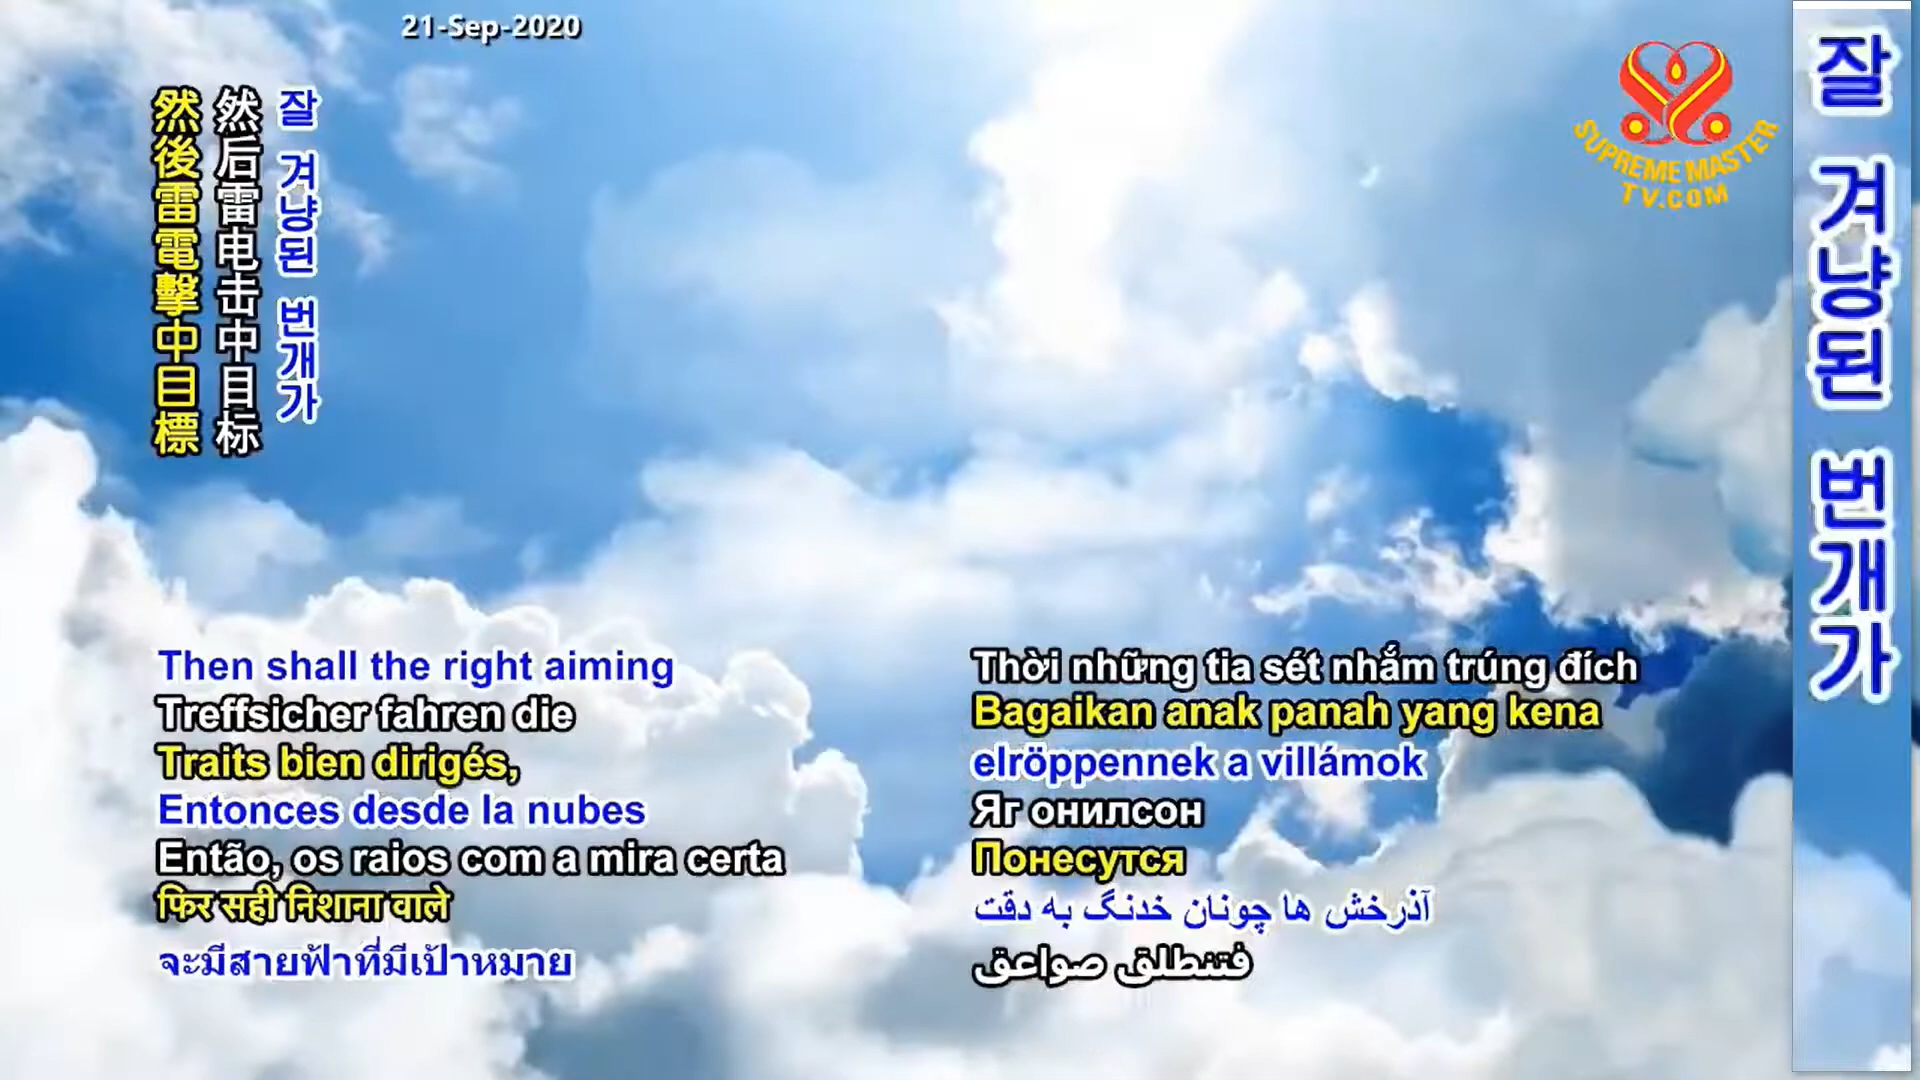 21-Sep-2020
SUPREME MASTER
TV.COM
잘 겨냥된 번개가
然后雷电击中目标
然後雷電擊中目標
잘 겨냥된 번개가
Then shall the right aiming
Treffsicher fahren die
Traits bien dirigés,
Entonces desde la nubes
Então, os raios com a mira certa
फिर सही निशाना वाले
จะมีสายฟ้าที่มีเป้าหมาย
Thời những tia sét nhắm trúng đích
Bagaikan anak panah yang kena
elröppennek a villámok
Яг онилсон
Понесутся
آذرخش ها چونان خدنگ به دقت
فتنطلق صواعق